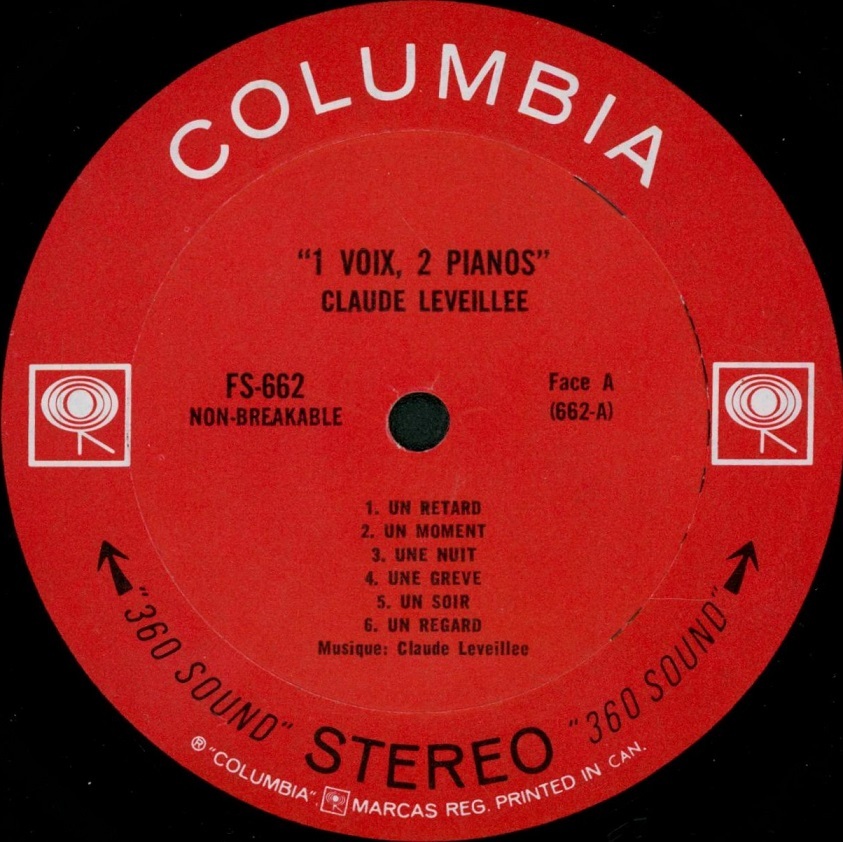 COLUMBIA
"1 VOIX, 2 PIANOS"
CLAUDE LEVEILLEE
FS-662
NON-BREAKABLE
Face A
(662-A)
1. UN RETARD
2. UN MOMENT
3. UNE NUIT
4. UNE GREVE
5. UN SOIR
6. UN REGARD
Musique: Claude Leveillee
"360 SOUND" STEREO "360 SOUND"
® "COLUMBIA" MARCAS REG. PRINTED IN CAN.